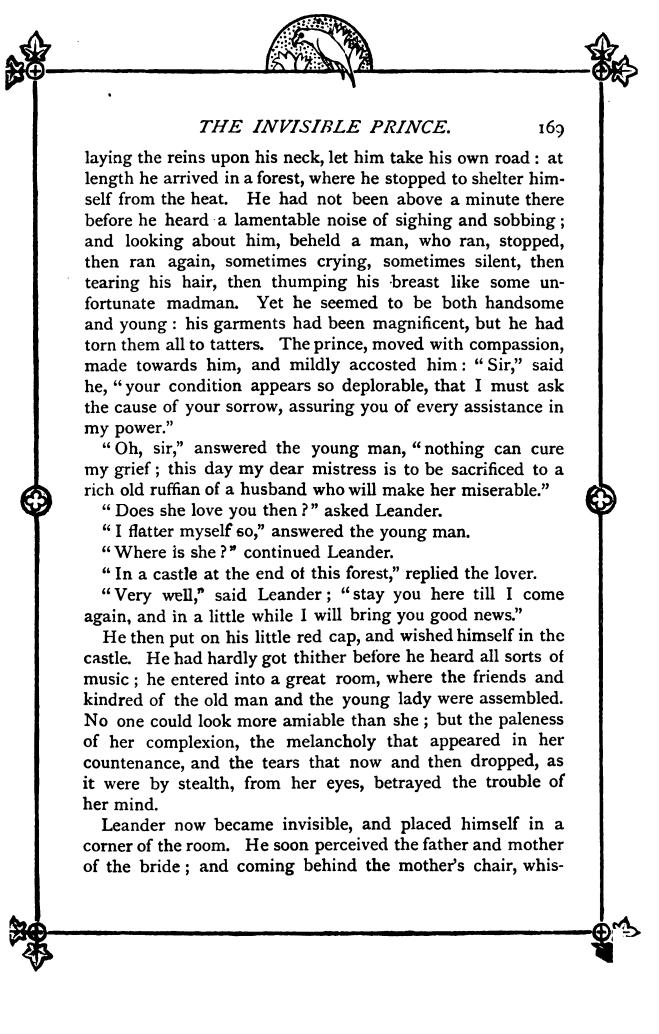 THE INVISIBLE PRINCE. 169
laying the reins upon his neck, let him take his own road : at
length he arrived in a forest, where he stopped to shelter him-
self from the heat. He had not been above a minute there
before he heard a lamentable noise of sighing and sobbing ;
and looking about him, beheld a man, who ran, stopped,
then ran again, sometimes crying, sometimes silent, then
tearing his hair, then thumping his breast like some un-
fortunate madman. Yet he seemed to be both handsome
and young : his garments had been magnificent, but he had
torn them all to tatters. The prince, moved with compassion,
made towards him, and mildly accosted him : “ Sir,” said
he, “ your condition appears so deplorable, that I must ask
the cause of your sorrow, assuring you of every assistance in
my power.”
“ Oh, sir,” answered the young man, “ nothing can cure
my grief ; this day my dear mistress is to be sacrificed to a
rich old ruffian of a husband who will make her miserable.”
“ Does she love you then ? ” asked Leander.
“ I flatter myself so,” answered the young man.
“ Where is she ? ” continued Leander.
“ In a castle at the end of this forest,” replied the lover.
“ Very well,” said Leander ; “ stay you here till I come
again, and in a little while I will bring you good news.”
He then put on his little red cap, and wished himself in the
castle. He had hardly got thither before he heard all sorts of
music ; he entered into a great room, where the friends and
kindred of the old man and the young lady were assembled.
No one could look more amiable than she ; but the paleness
of her complexion, the melancholy that appeared in her
countenance, and the tears that now and then dropped, as
it were by stealth, from her eyes, betrayed the trouble of
her mind.
Leander now became invisible, and placed himself in a
corner of the room. He soon perceived the father and mother
of the bride ; and coming behind the mother’s chair, whis-